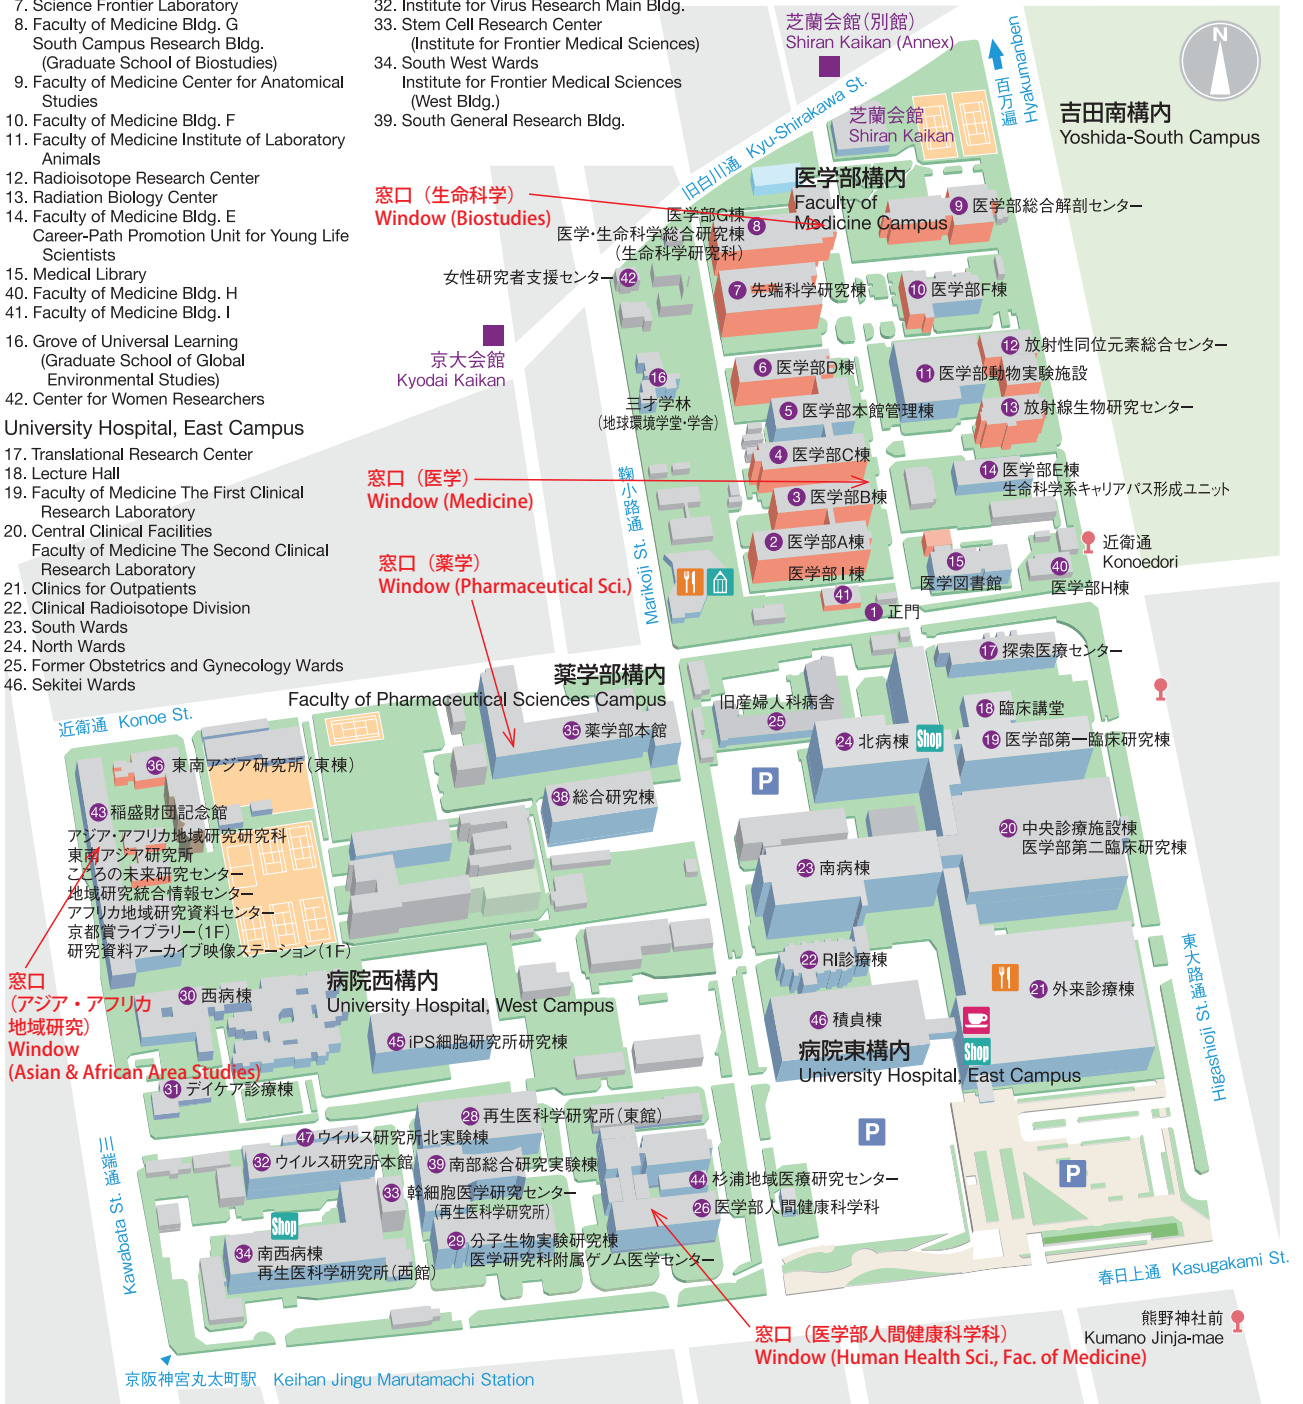 7. Science Frontier Laboratory
8. Faculty of Medicine Bldg. G
South Campus Research Bldg.
(Graduate School of Biostudies)
9. Faculty of Medicine Center for Anatomical
Studies
10. Faculty of Medicine Bldg. F
11. Faculty of Medicine Institute of Laboratory
Animals
12. Radioisotope Research Center
13. Radiation Biology Center
14. Faculty of Medicine Bldg. E
Career-Path Promotion Unit for Young Life
Scientists
15. Medical Library
40. Faculty of Medicine Bldg. H
41. Faculty of Medicine Bldg. I
16. Grove of Universal Learning
(Graduate School of Global
Environmental Studies)
42. Center for Women Researchers
University Hospital, East Campus
17. Translational Research Center
18. Lecture Hall
19. Faculty of Medicine The First Clinical
Research Laboratory
20. Central Clinical Facilities
Faculty of Medicine The Second Clinical
Research Laboratory
21. Clinics for Outpatients
22. Clinical Radioisotope Division
23. South Wards
24. North Wards
25. Former Obstetrics and Gynecology Wards
46. Sekitei Wards
32. Institute for Virus Research Main Bldg.
33. Stem Cell Research Center
(Institute for Frontier Medical Sciences)
34. South West Wards
Institute for Frontier Medical Sciences
(West Bldg.)
39. South General Research Bldg.
芝蘭会館(別館)
Shiran Kaikan (Annex)
百万遍
Hyakumanben
N
吉田南構内
Yoshida-South Campus
芝蘭会館
Shiran Kaikan
旧白川通 Kyu-Shirakawa St.
医学部構内
Faculty of
Medicine Campus
窓口（生命科学）
Window (Biostudies)
9 医学部総合解剖センター
医学部G棟
8
医学・生命科学総合研究棟
(生命科学研究科)
女性研究者支援センター 42
7 先端科学研究棟
10 医学部F棟
京大会館
Kyodai Kaikan
12 放射性同位元素総合センター
6 医学部D棟
11 医学部動物実験施設
16
三才学林
(地球環境学堂・学舎)
5 医学部本館管理棟
13 放射線生物研究センター
4 医学部C棟
窓口（医学）
Window (Medicine)
14 医学部E棟
生命科学系キャリアパス形成ユニット
3 医学部B棟
鞠小路通
Marikoji St.
2 医学部A棟
近衛通
Konoedori
窓口（薬学）
Window (Pharmaceutical Sci.)
医学部I棟
15
医学図書館
40
医学部H棟
41
1 正門
17 探索医療センター
薬学部構内
Faculty of Pharmaceutical Sciences Campus
旧産婦人科病舎
25
18 臨床講堂
近衛通 Konoe St.
35 薬学部本館
24 北病棟
Shop
19 医学部第一臨床研究棟
36 東南アジア研究所(東棟)
P
38 総合研究棟
43 稲盛財団記念館
アジア・アフリカ地域研究研究科
東南アジア研究所
こころの未来研究センター
地域研究統合情報センター
アフリカ地域研究資料センター
京都賞ライブラリー(1F)
研究資料アーカイブ映像ステーション(1F)
20 中央診療施設棟
医学部第二臨床研究棟
23 南病棟
東大路通
Higashioji St.
22 RI診療棟
窓口
（アジア・アフリカ
地域研究）
Window
(Asian & African Area Studies)
病院西構内
University Hospital, West Campus
30 西病棟
21 外来診療棟
46 積貞棟
Shop
45 iPS細胞研究所研究棟
病院東構内
University Hospital, East Campus
31 デイケア診療棟
28 再生医科学研究所(東館)
P
47 ウイルス研究所北実験棟
川端通
Kawabata St.
32 ウイルス研究所本館
39 南部総合研究実験棟
44 杉浦地域医療研究センター
P
33 幹細胞医学研究センター
(再生医科学研究所)
26 医学部人間健康科学科
Shop
34 南西病棟
再生医科学研究所(西館)
29 分子生物実験研究棟
医学研究科附属ゲノム医学センター
春日上通 Kasugakami St.
熊野神社前
Kumano Jinja-mae
窓口（医学部人間健康科学科）
Window (Human Health Sci., Fac. of Medicine)
京阪神宮丸太町駅 Keihan Jingu Marutamachi Station